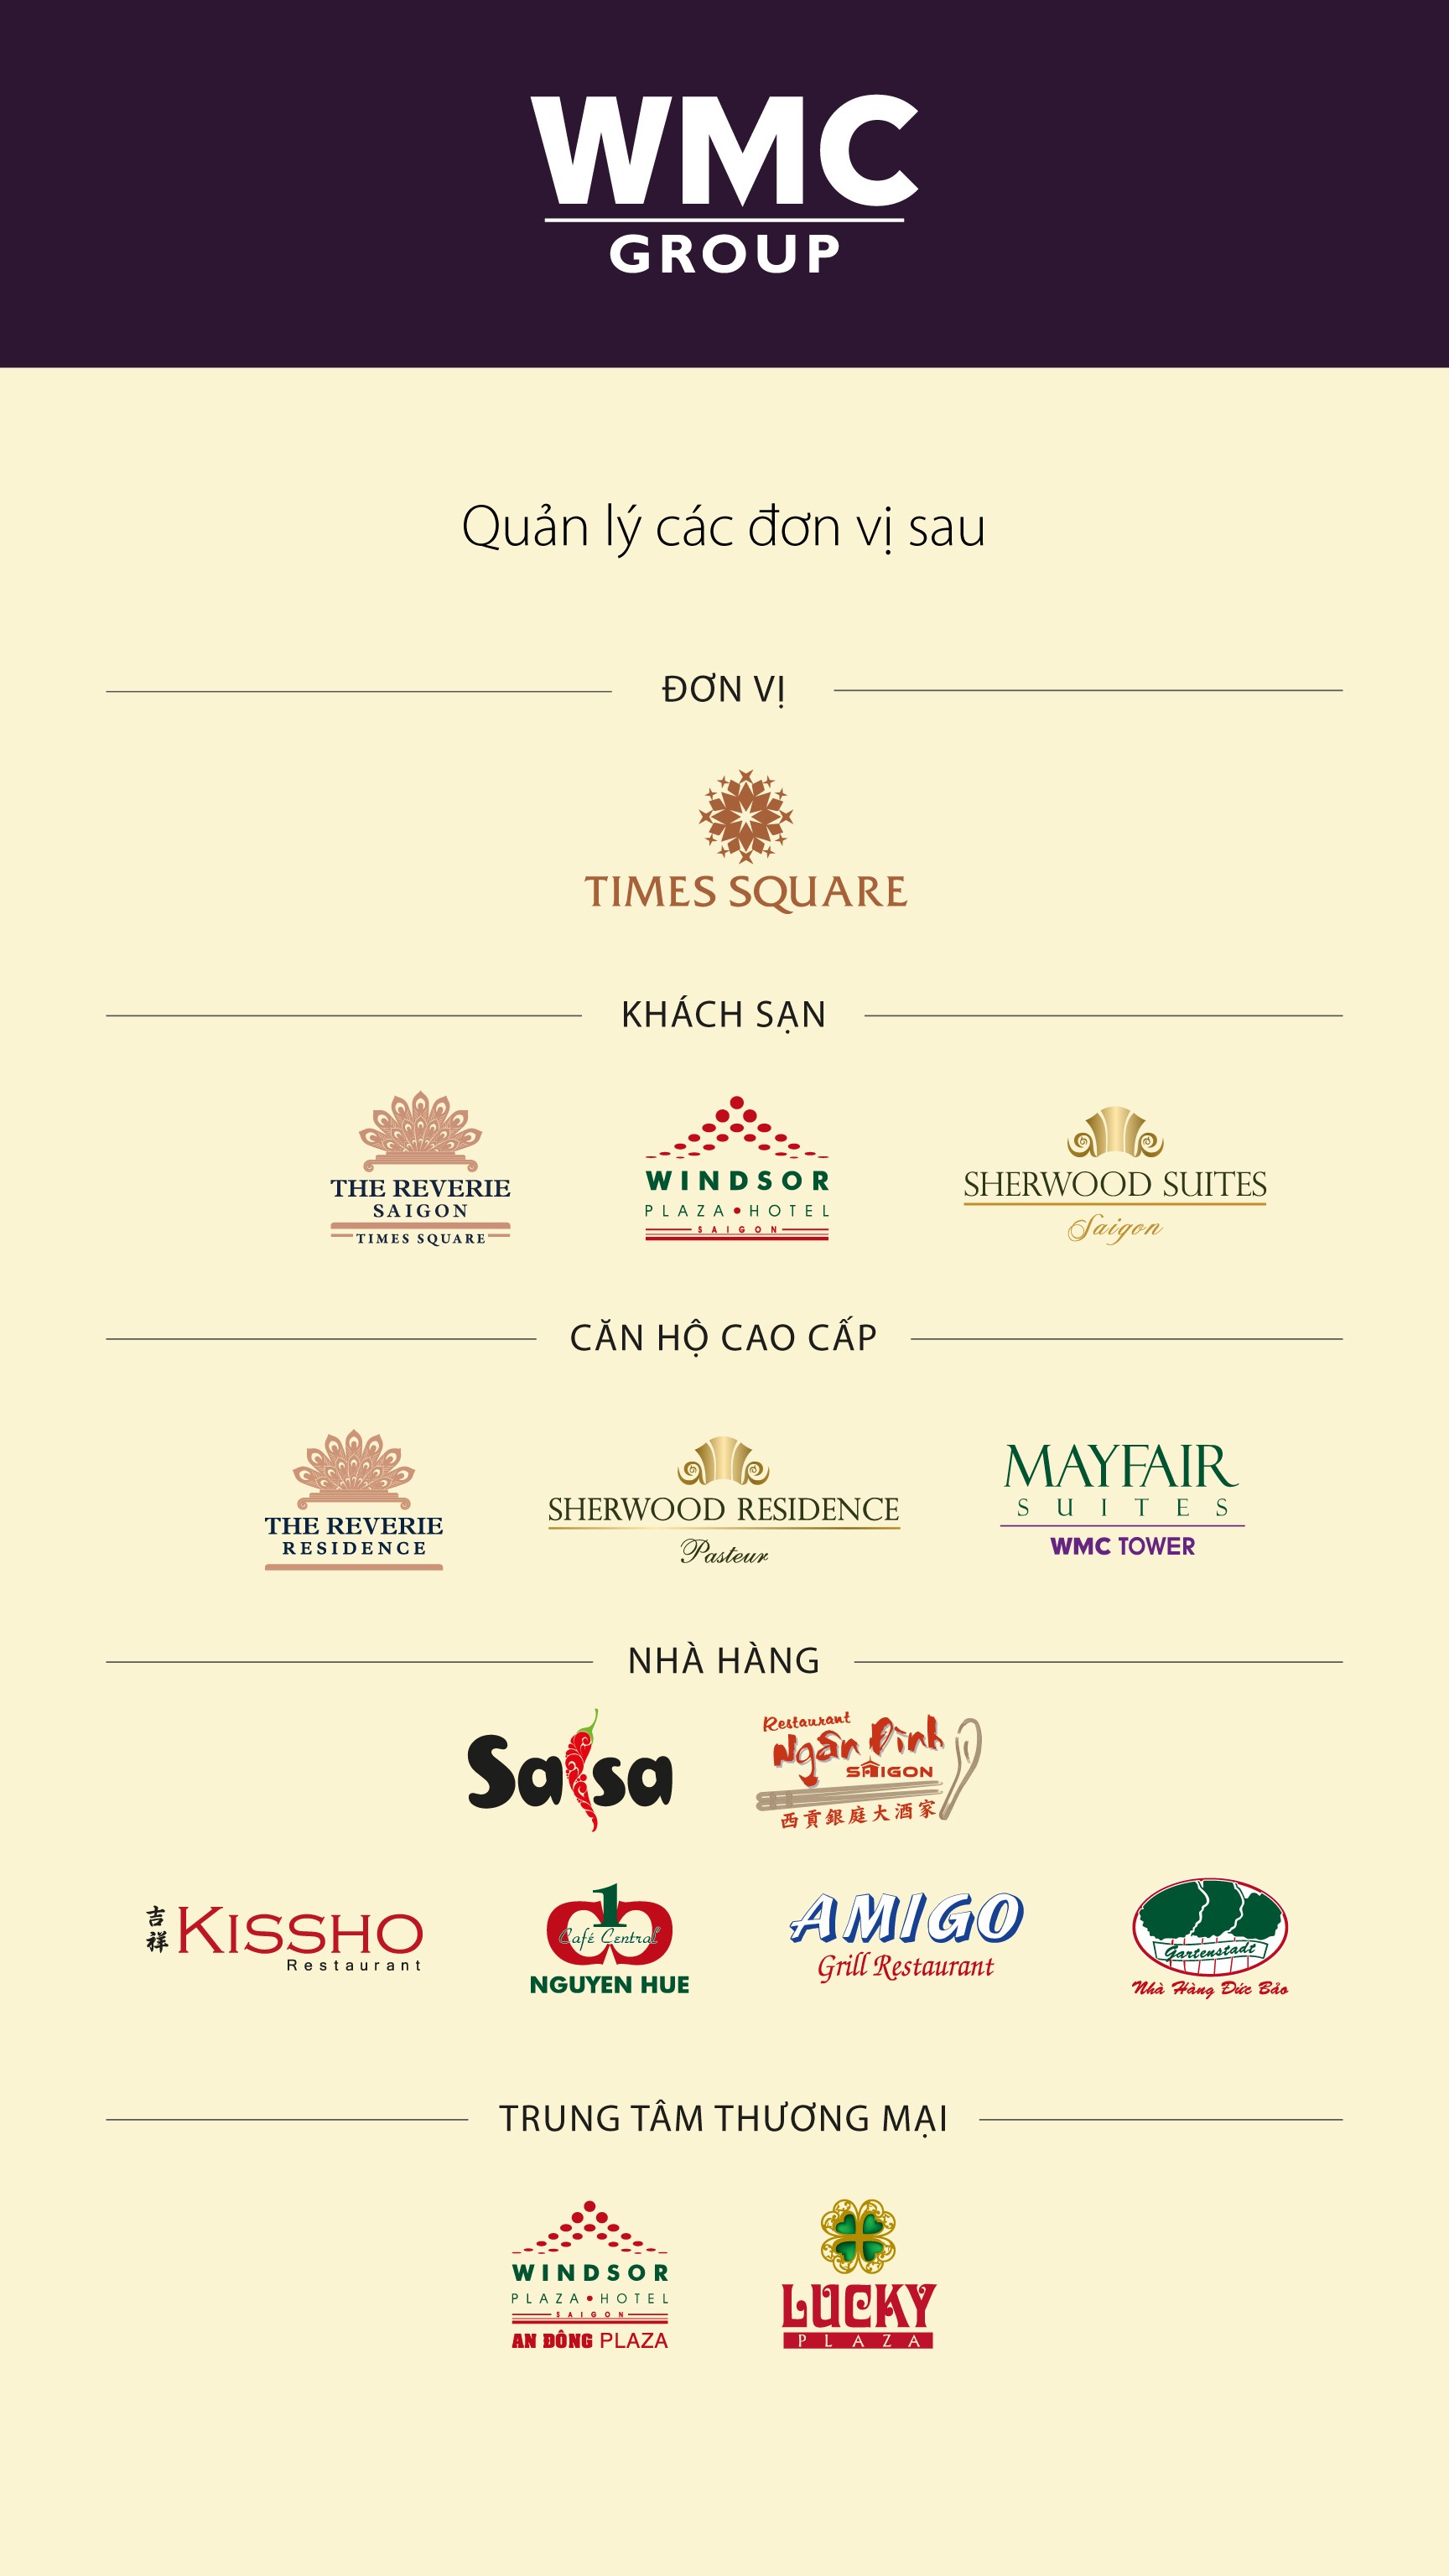 WMC
GROUP
Quản lý các đơn vị sau
ĐƠN VỊ
TIMES SQUARE
KHÁCH SẠN
THE REVERIE
SAIGON
TIMES SQUARE
WINDSOR
PLAZA • HOTEL
SAIGON
SHERWOOD SUITES
Saigon
CĂN HỘ CAO CẤP
THE REVERIE
RESIDENCE
SHERWOOD RESIDENCE
Pasteur
MAYFAIR
SUITES
WMC TOWER
NHÀ HÀNG
Salsa
Restaurant
Ngân Đình
SAIGON
西貢銀庭大酒家
吉祥
KISSHO
Restaurant
1
Café Central
NGUYEN HUE
AMIGO
Grill Restaurant
Gartenstadt
Nhà Hàng Đức Bảo
TRUNG TÂM THƯƠNG MẠI
WINDSOR
PLAZA • HOTEL
SAIGON
AN ĐÔNG PLAZA
LUCKY
PLAZA